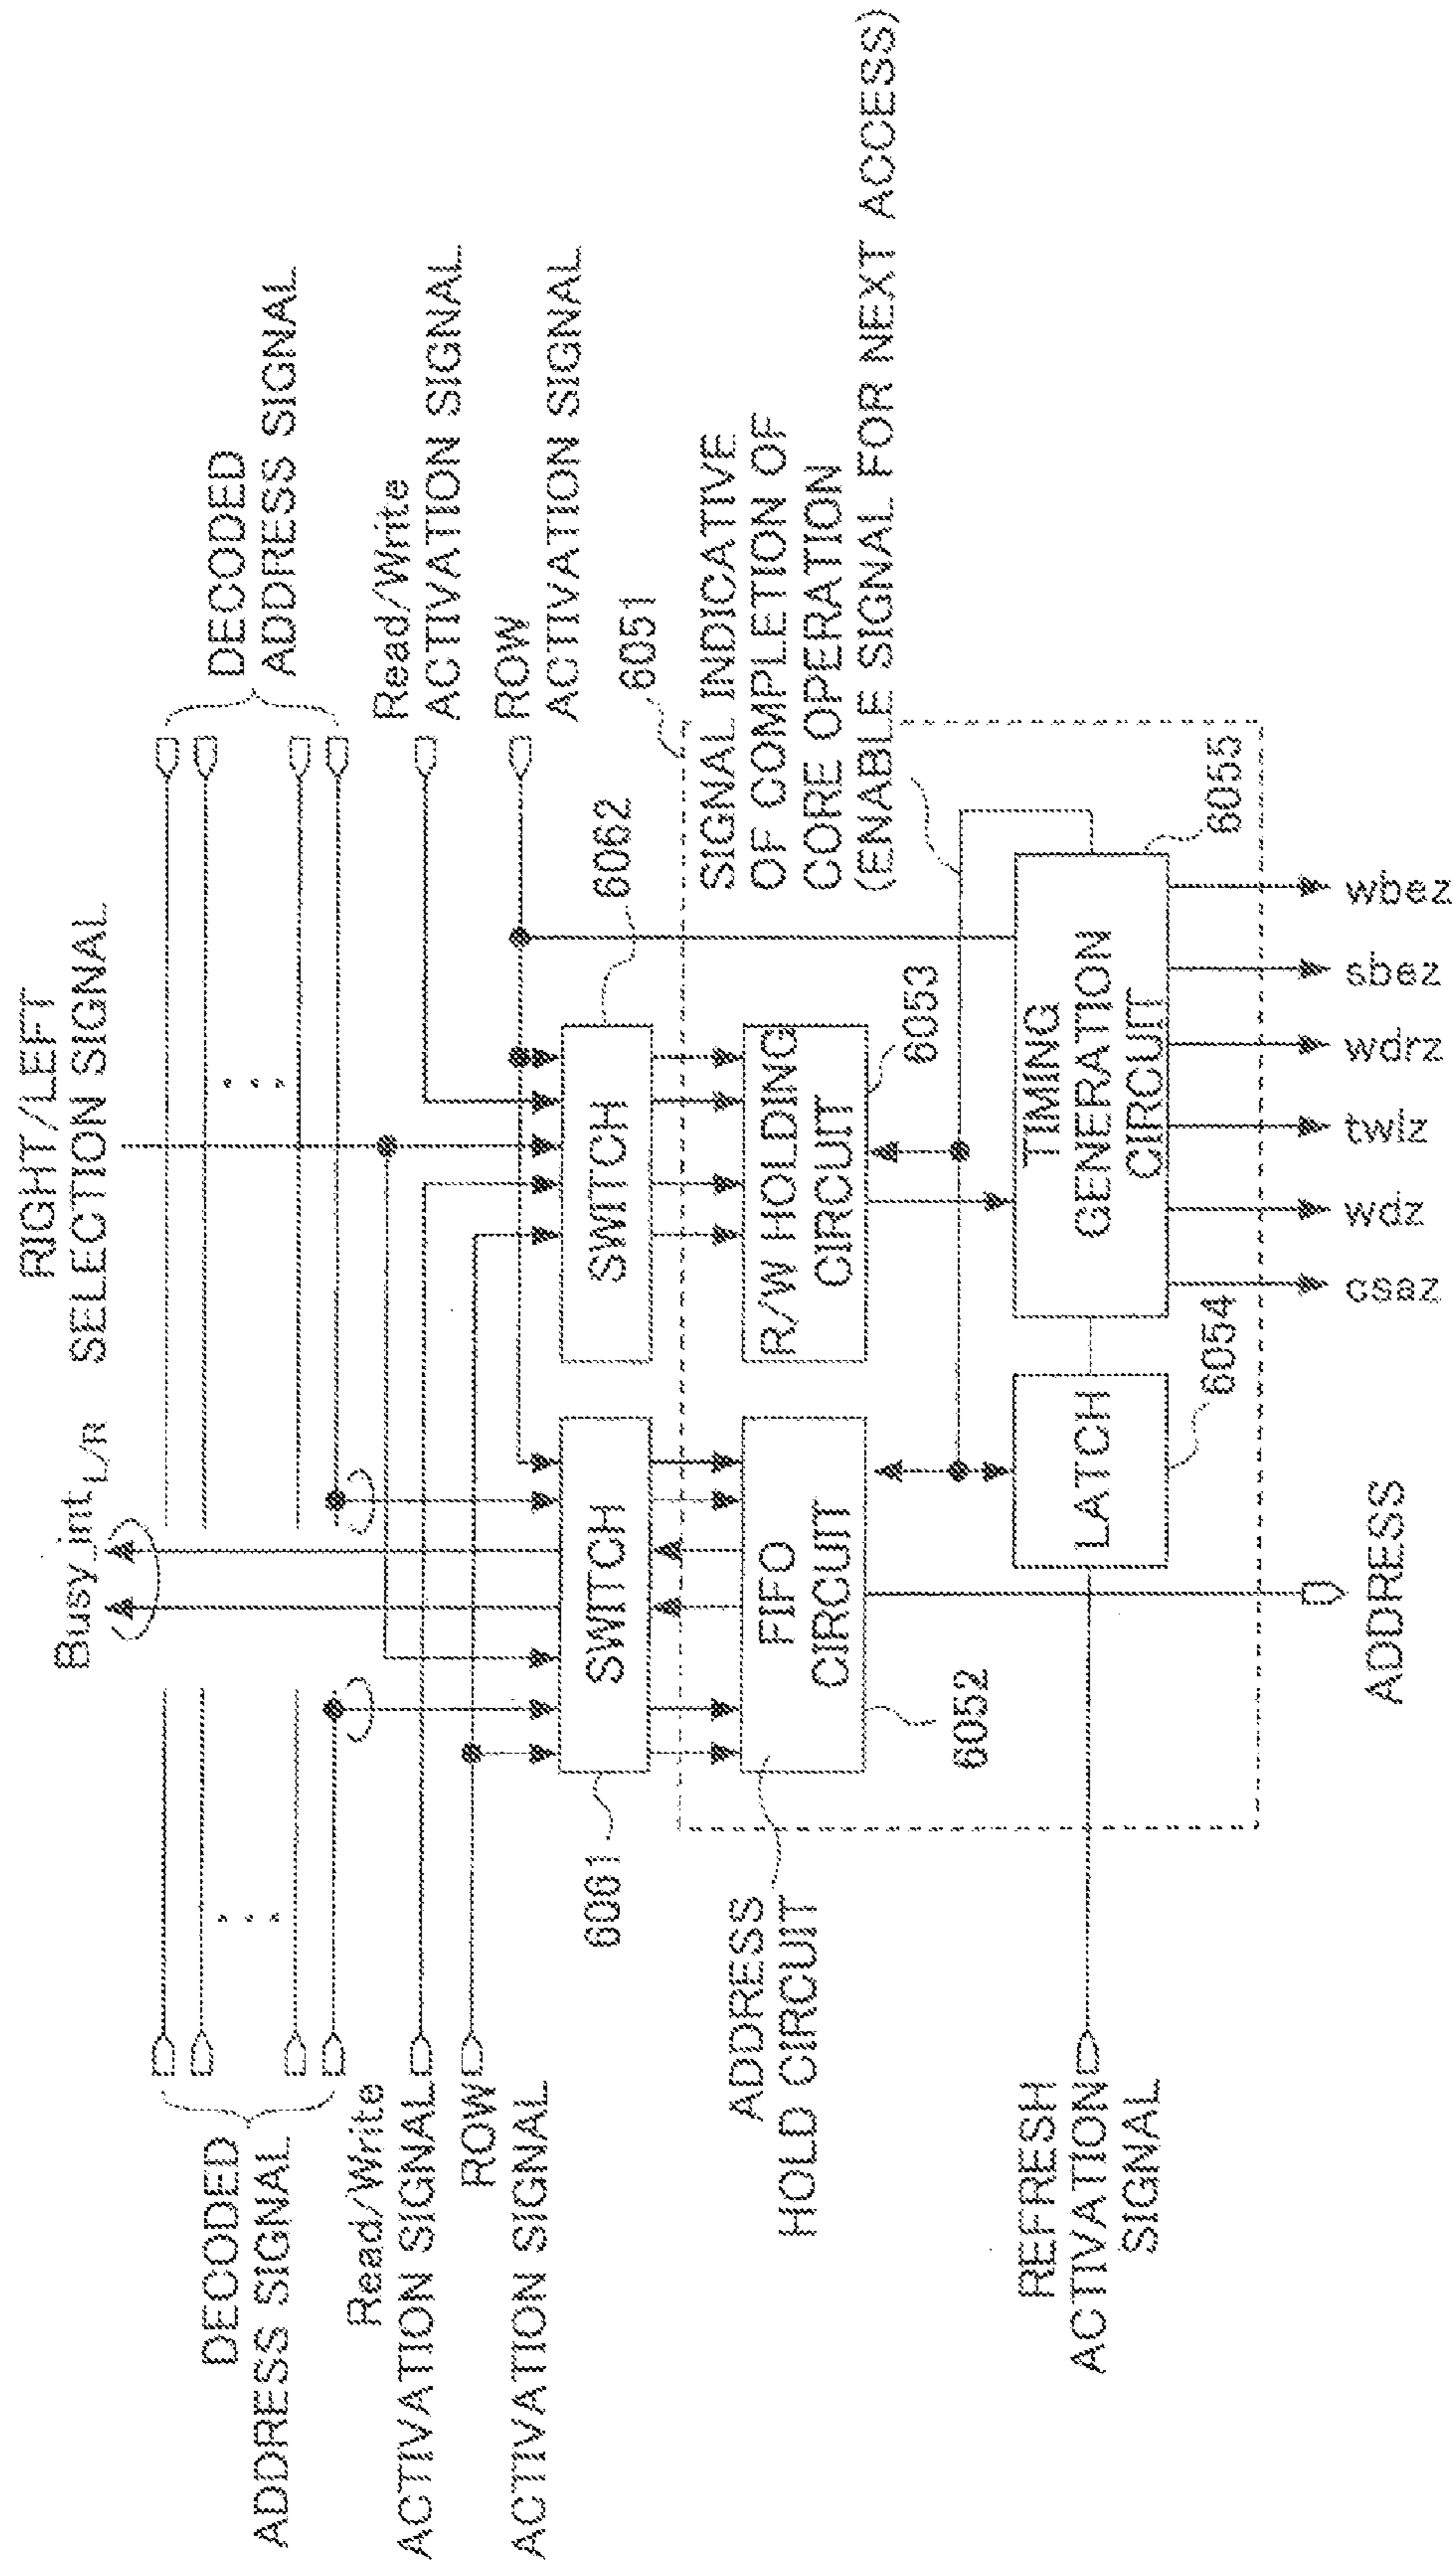 RIGHT/LEFT
SELECTION SIGNAL
Busy_int L/R
DECODED
ADDRESS SIGNAL
Read/Write
ACTIVATION SIGNAL
ROW
ACTIVATION SIGNAL
DECODED
ADDRESS SIGNAL
Read/Write
ACTIVATION SIGNAL
ROW
ACTIVATION SIGNAL
6061
SWITCH
SWITCH
6062
6051
ADDRESS
HOLD CIRCUIT
FIFO
CIRCUIT
6052
R/W HOLDING
CIRCUIT
6053
SIGNAL INDICATIVE
OF COMPLETION OF
CORE OPERATION
(ENABLE SIGNAL FOR NEXT ACCESS)
REFRESH
ACTIVATION
SIGNAL
LATCH
6054
TIMING
GENERATION
CIRCUIT
6055
ADDRESS
csaz
wdz
twlz
wdrz
sbez
wbez